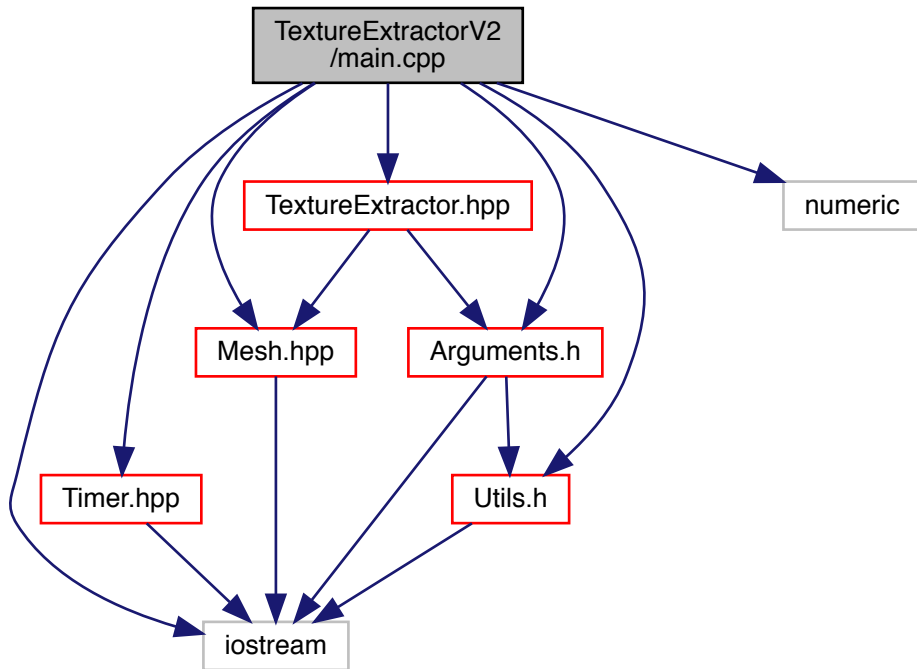 TextureExtractorV2
/main.cpp
TextureExtractor.hpp
numeric
Mesh.hpp
Arguments.h
Timer.hpp
Utils.h
iostream